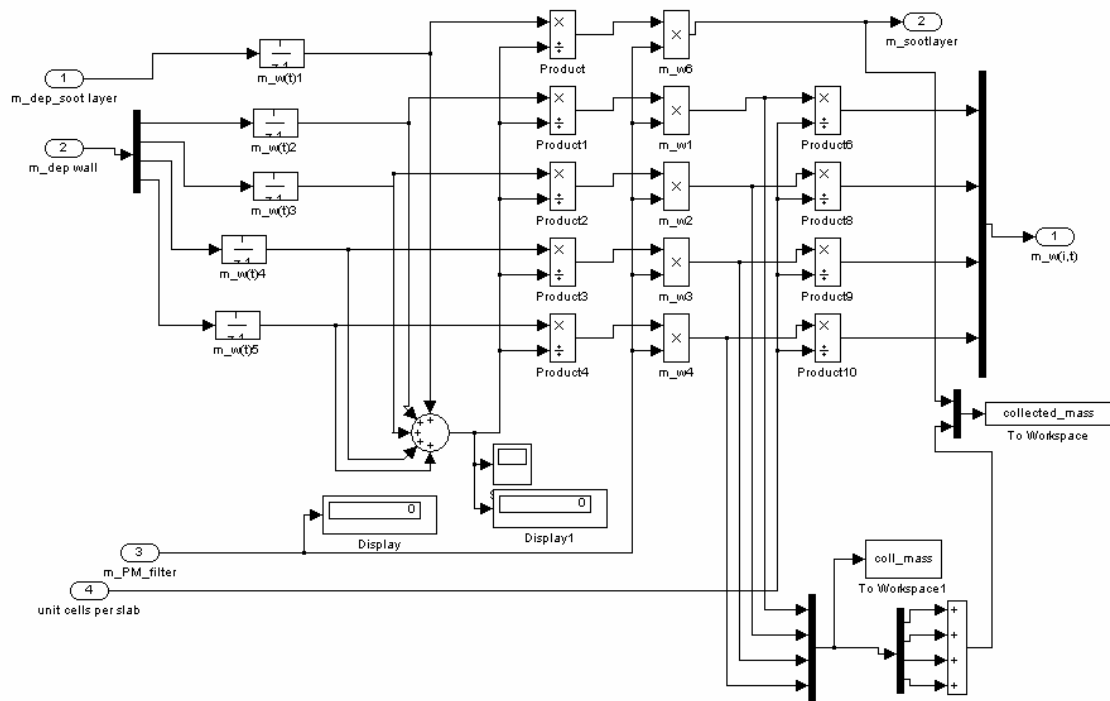 1
m_dep_soot layer
m_w(t)1
Product
m_w6
2
m_sootlayer
2
m_dep wall
m_w(t)2
Product1
m_w1
Product6
m_w(t)3
Product2
m_w2
Product8
1
m_w(i,t)
m_w(t)4
Product3
m_w3
Product9
m_w(t)5
Product4
m_w4
Product10
collected_mass
To Workspace
0
Display
0
Display1
3
m_PM_filter
4
unit cells per slab
coll_mass
To Workspace1